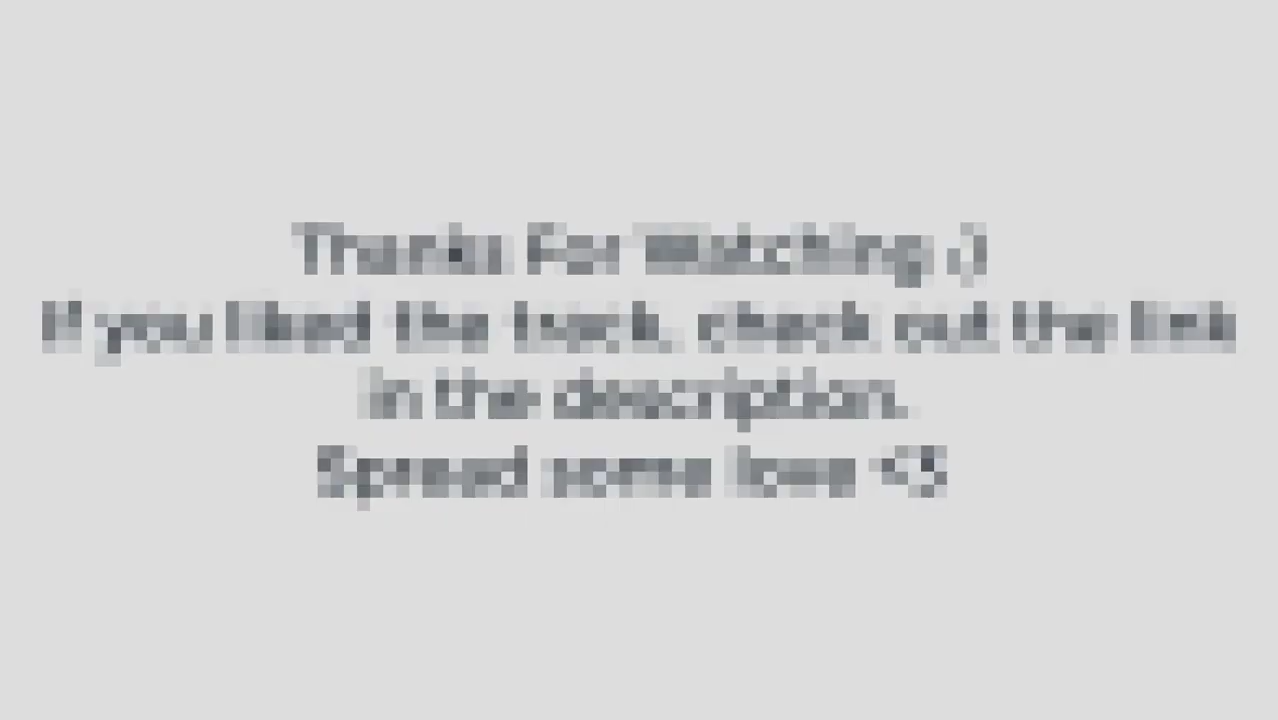 Thanks For Watching :)
If you liked the track, check out the link
in the description.
Spread some love <3